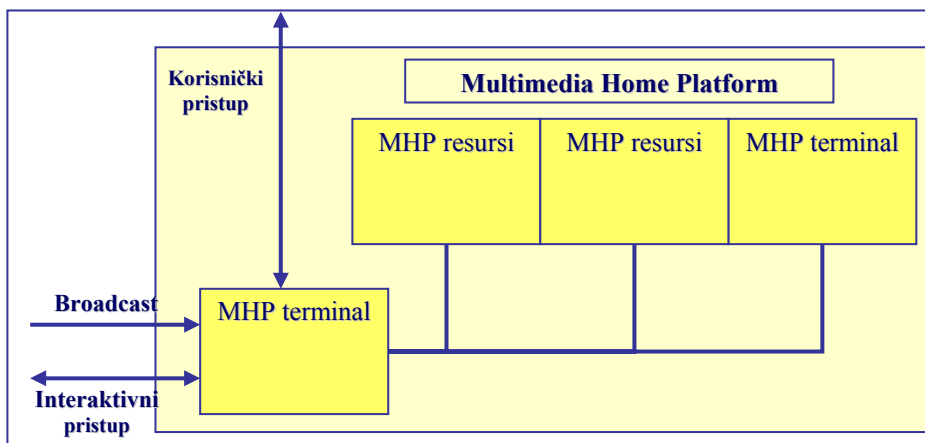 Korisnički
pristup
Multimedia Home Platform
MHP resursi
MHP resursi
MHP terminal
Broadcast
MHP terminal
Interaktivni
pristup